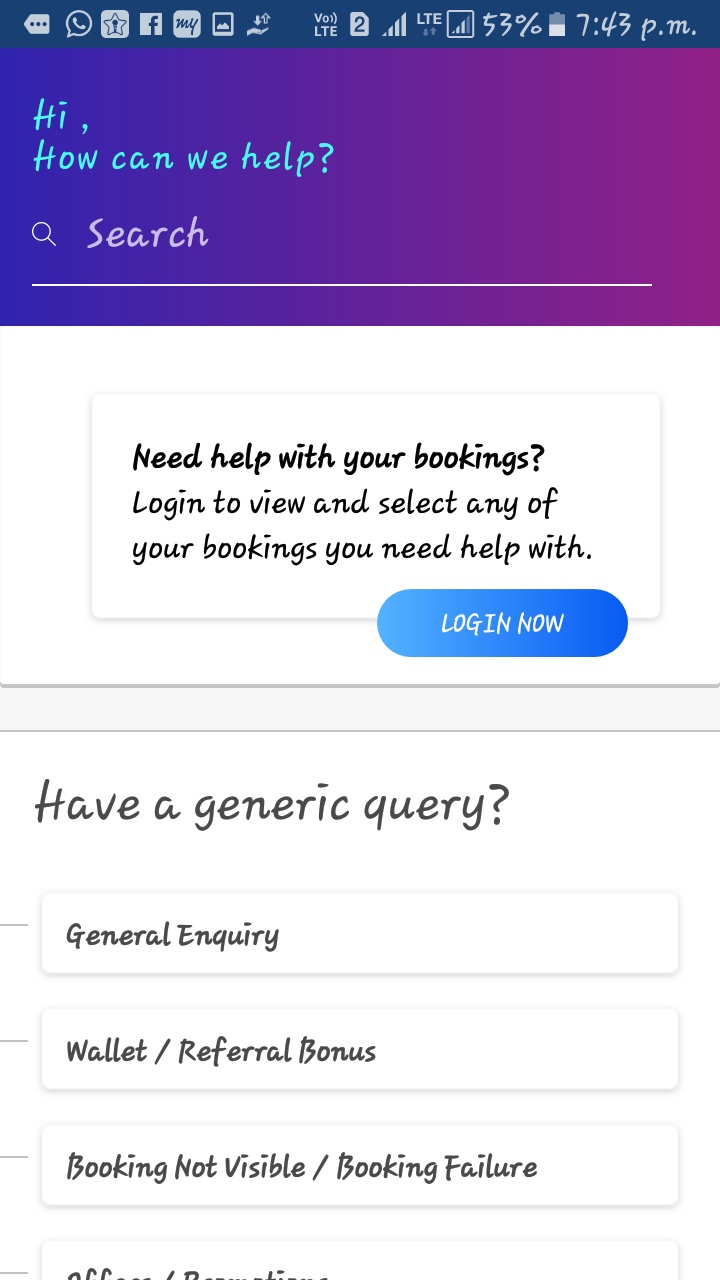 my Vo)) LTE 2 LTE 53% 7:43 p.m.
Hi ,
How can we help?
Search
Need help with your bookings?
Login to view and select any of
your bookings you need help with.
LOGIN NOW
Have a generic query?
General Enquiry
Wallet / Referral Bonus
Booking Not Visible / Booking Failure